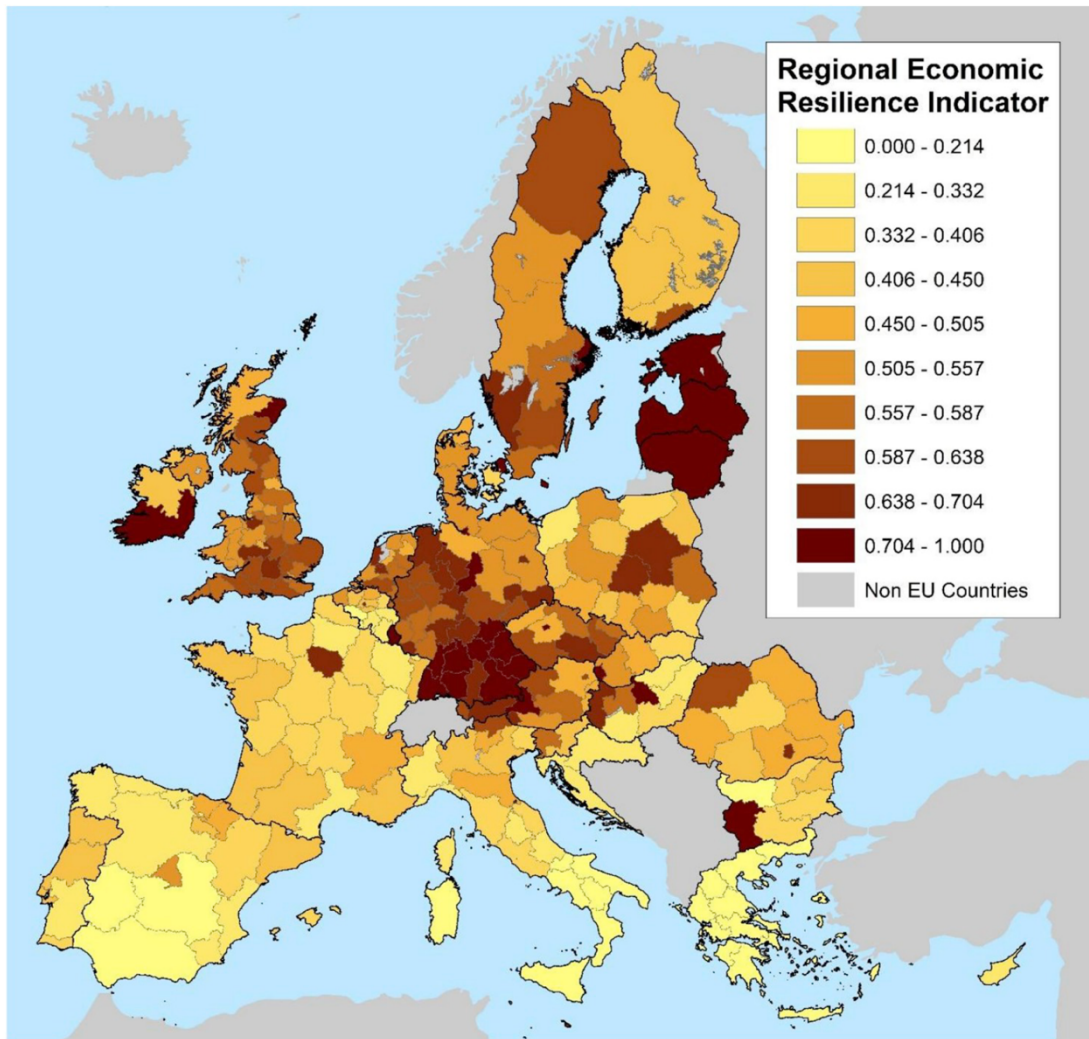 Regional Economic
Resilience Indicator
0.000 - 0.214
0.214 - 0.332
0.332 - 0.406
0.406 - 0.450
0.450 - 0.505
0.505 - 0.557
0.557 - 0.587
0.587 - 0.638
0.638 - 0.704
0.704 - 1.000
Non EU Countries